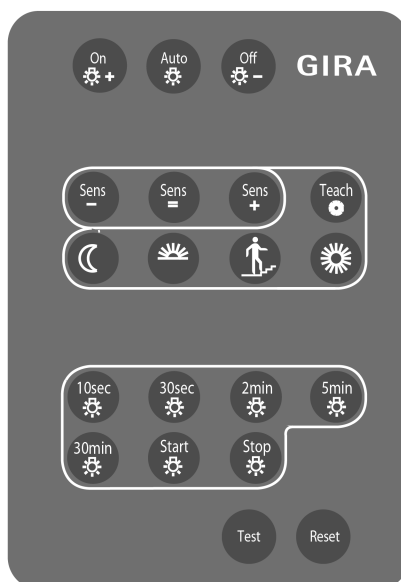 On Auto Off GIRA
+ -
Sens Sens Sens Teach
- = +
10sec 30sec 2min 5min
30min Start Stop
Test Reset